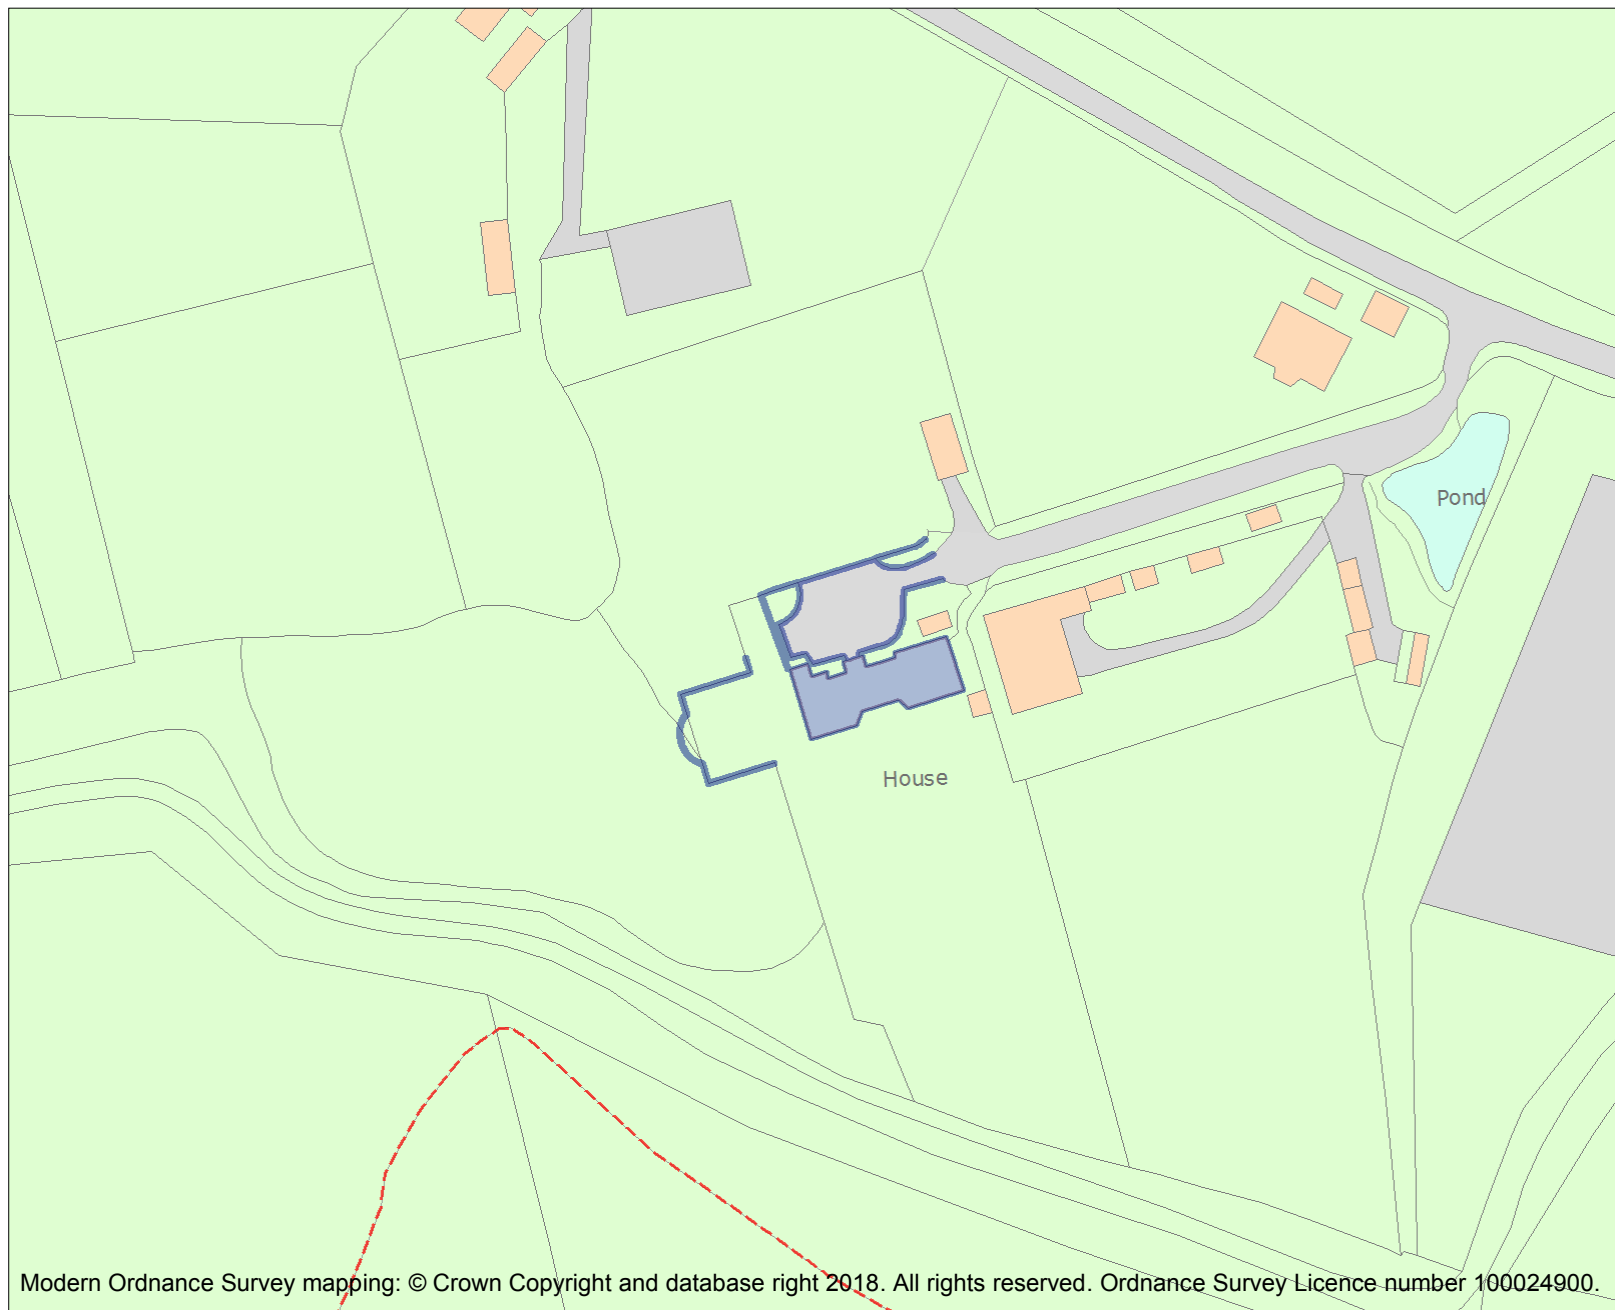 Pond
House
Modern Ordnance Survey mapping: © Crown Copyright and database right 2018. All rights reserved. Ordnance Survey Licence number 100024900.